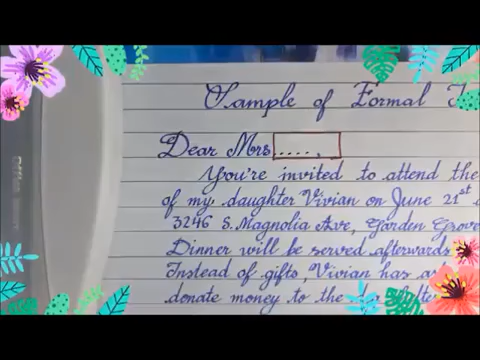 Sample of Formal I
Dear Mrs ....,
You're invited to attend the
of my daughter Vivian on June 21st
3246 S. Magnolia Ave, Garden Grove
Dinner will be served afterwards
Instead of gifts, Vivian has as
donate money to the